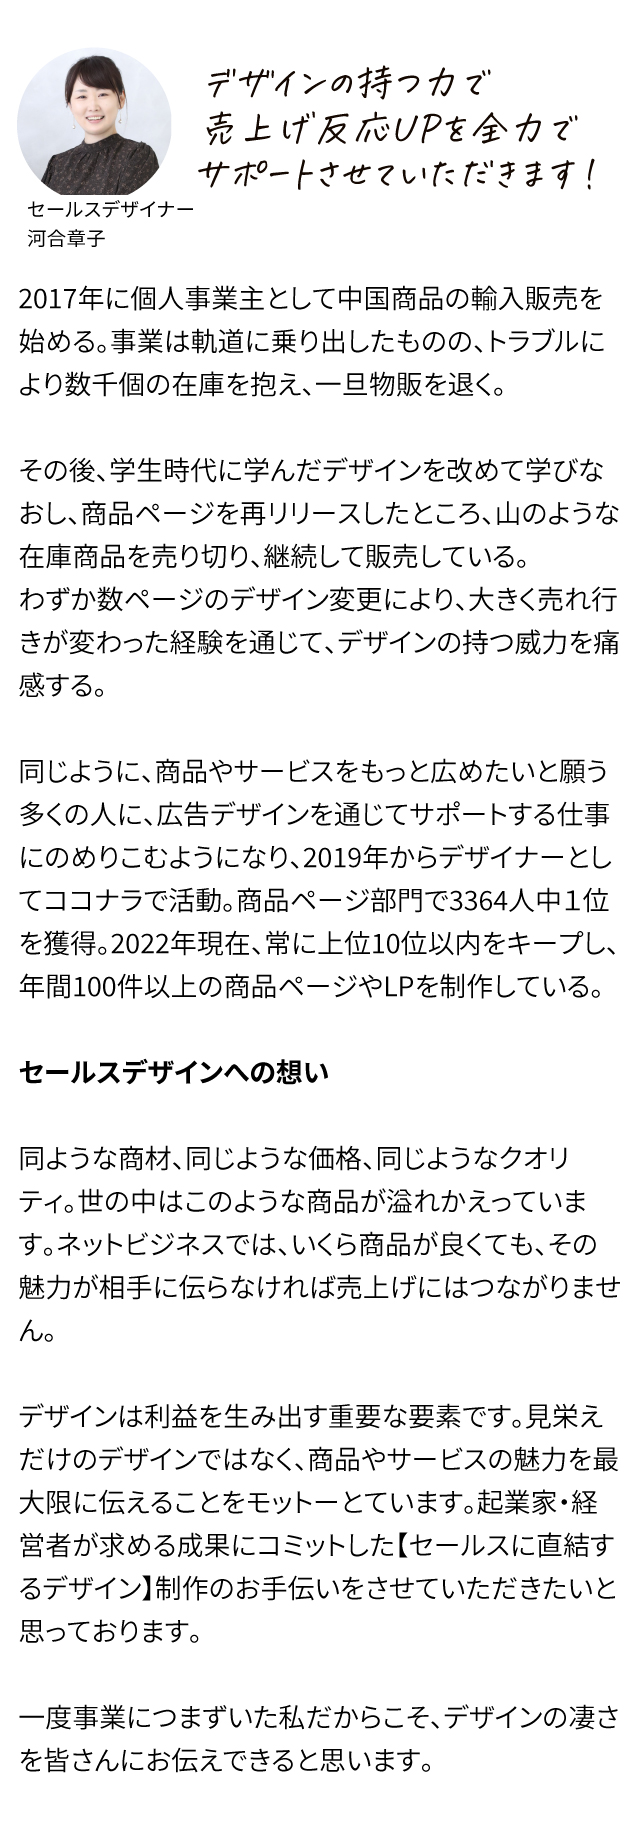 デザインの持つ力で
売上げ反応UPを全力で
サポートさせていただきます！
セールスデザイナー
河合章子
2017年に個人事業主として中国商品の輸入販売を
始める。事業は軌道に乗り出したものの、トラブルに
より数千個の在庫を抱え、一旦物販を退く。
その後、学生時代に学んだデザインを改めて学びな
おし、商品ページを再リリースしたところ、山のような
在庫商品を売り切り、継続して販売している。
わずか数ページのデザイン変更により、大きく売れ行
きが変わった経験を通じて、デザインの持つ威力を痛
感する。
同じように、商品やサービスをもっと広めたいと願う
多くの人に、広告デザインを通じてサポートする仕事
にのめりこむようになり、2019年からデザイナーとし
てココナラで活動。商品ページ部門で3364人中１位
を獲得。2022年現在、常に上位10位以内をキープし、
年間100件以上の商品ページやLPを制作している。
セールスデザインへの想い
同ような商材、同じような価格、同じようなクオリ
ティ。世の中はこのような商品が溢れかえっていま
す。ネットビジネスでは、いくら商品が良くても、その
魅力が相手に伝らなければ売上げにはつながりませ
ん。
デザインは利益を生み出す重要な要素です。見栄え
だけのデザインではなく、商品やサービスの魅力を最
大限に伝えることをモットーとています。起業家・経
営者が求める成果にコミットした【セールスに直結す
るデザイン】制作のお手伝いをさせていただきたいと
思っております。
一度事業につまずいた私だからこそ、デザインの凄さ
を皆さんにお伝えできると思います。